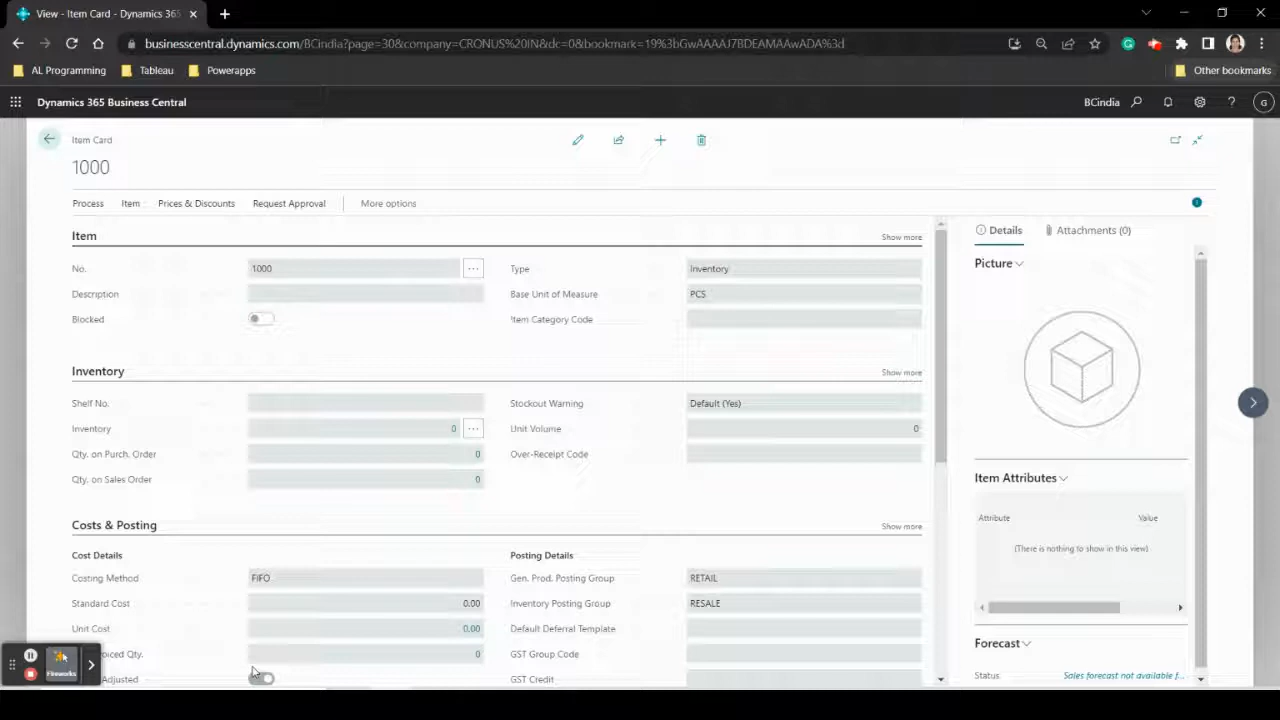 View - Item Card - Dynamics 365
businesscentral.dynamics.com/BCindia?page=30&company=CRONUS%20IN&dc=0&bookmark=19%3bGwAAAAJ7BDEAMAAwADA%3d
AL Programming Tableau Powerapps Other bookmarks
Dynamics 365 Business Central BCindia ? G
Item Card
1000
Process Item Prices & Discounts Request Approval More options
Item Show more
No. 1000 ... Type Inventory
Description Base Unit of Measure PCS
Blocked Item Category Code
Inventory Show more
Shelf No. Stockout Warning Default (Yes)
Inventory 0 ... Unit Volume 0
Qty. on Purch. Order 0 Over-Receipt Code
Qty. on Sales Order 0
Costs & Posting Show more
Cost Details Posting Details
Costing Method FIFO Gen. Prod. Posting Group RETAIL
Standard Cost 0.00 Inventory Posting Group RESALE
Unit Cost 0.00 Default Deferral Template
oiced Qty. 0 GST Group Code
Adjusted GST Credit
Details Attachments (0)
Picture
Item Attributes
Attribute Value
(There is nothing to show in this view)
Forecast
Status Sales forecast not available f...
Fireworks